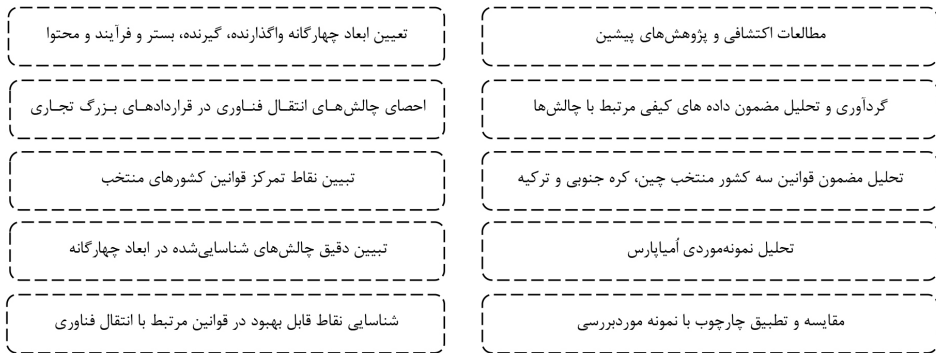 مطالعات اکتشافی و پژوهش‌های پیشین
تعیین ابعاد چهارگانه واگذارنده، گیرنده، بستر و فرآیند و محتوا
گردآوری و تحلیل مضمون داده های کیفی مرتبط با چالش‌ها
احصای چالش‌های انتقال فناوری در قراردادهای بزرگ تجاری
تحلیل مضمون قوانین سه کشور منتخب چین، کره جنوبی و ترکیه
تبیین نقاط تمرکز قوانین کشورهای منتخب
تحلیل نمونه‌موردی اُمیاپارس
تبیین دقیق چالش‌های شناسایی‌شده در ابعاد چهارگانه
مقایسه و تطبیق چارچوب با نمونه موردبررسی
شناسایی نقاط قابل بهبود در قوانین مرتبط با انتقال فناوری